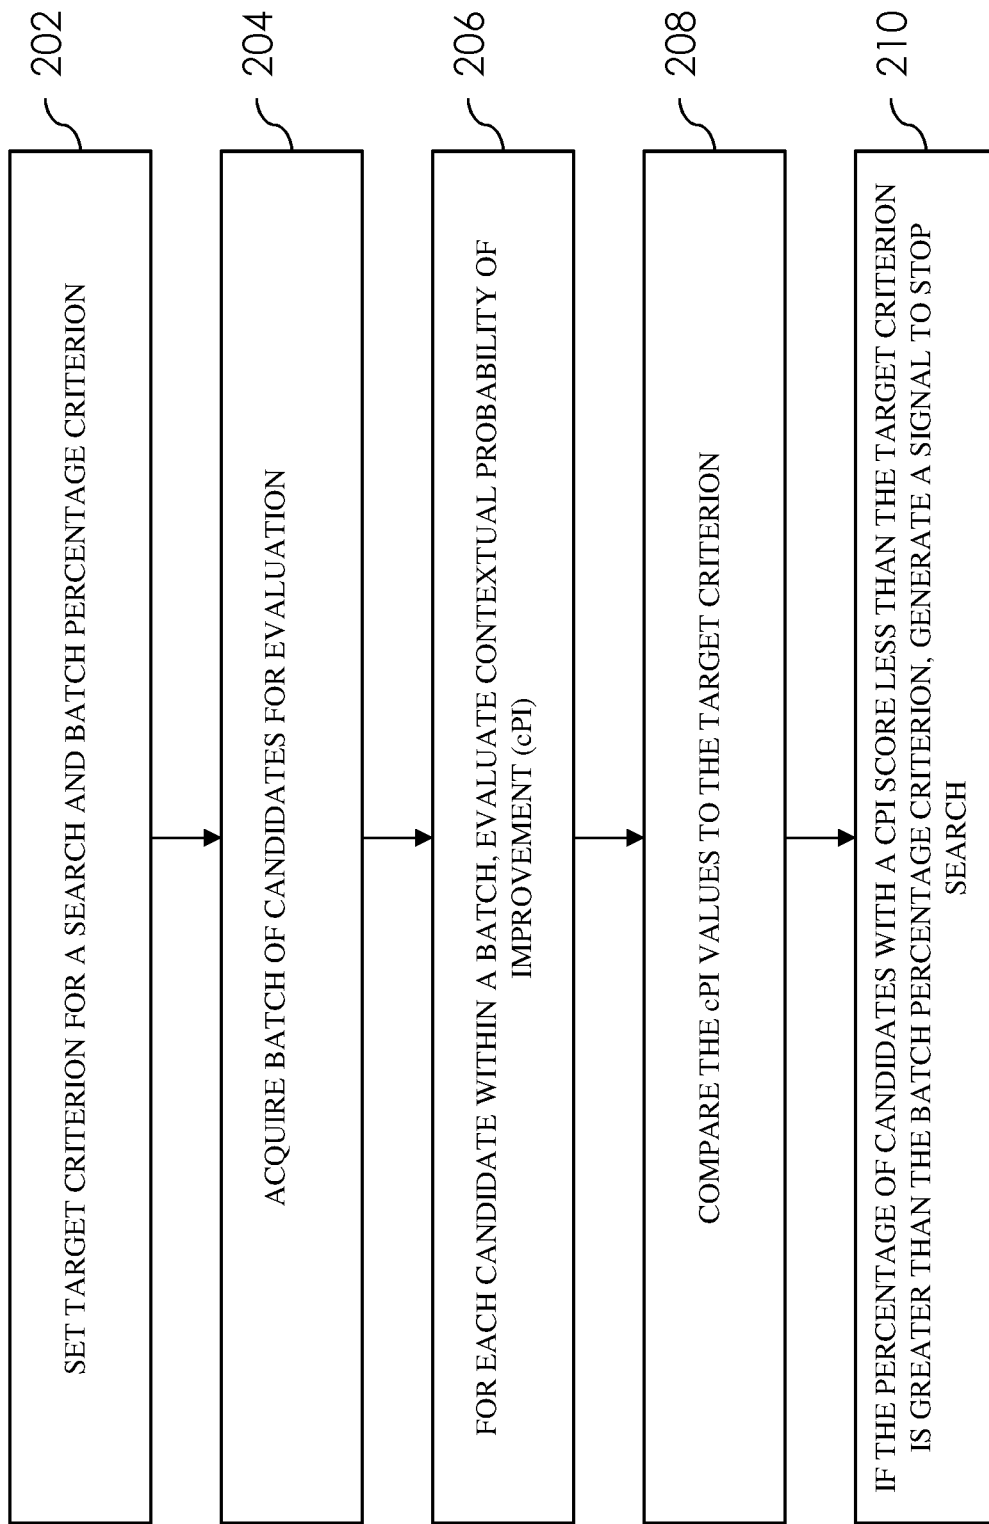 SET TARGET CRITERION FOR A SEARCH AND BATCH PERCENTAGE CRITERION
202
ACQUIRE BATCH OF CANDIDATES FOR EVALUATION
204
FOR EACH CANDIDATE WITHIN A BATCH, EVALUATE CONTEXTUAL PROBABILITY OF
IMPROVEMENT (cPI)
206
COMPARE THE cPI VALUES TO THE TARGET CRITERION
208
IF THE PERCENTAGE OF CANDIDATES WITH A CPI SCORE LESS THAN THE TARGET CRITERION
IS GREATER THAN THE BATCH PERCENTAGE CRITERION, GENERATE A SIGNAL TO STOP
SEARCH
210